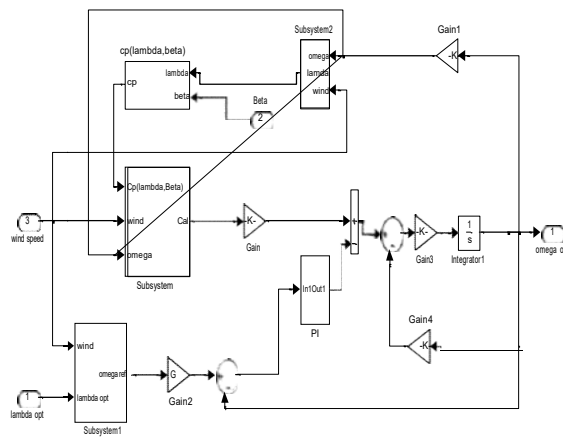 Gain1
Subsystem2
cp(lambda,beta)
omega
-K
lambda
lamda
cp
beta
Beta
wind
2
Cp(lambda,Beta)
3
wind
Cal
-K-
wind speed
Gain
-K-
1
s
1
omega
Gain3
Integrator1
omega o
Subsystem
In1Out1
Gain4
PI
-K
wind
omega ref
G
1
lambda opt
Gain2
lambda opt
Subsystem1